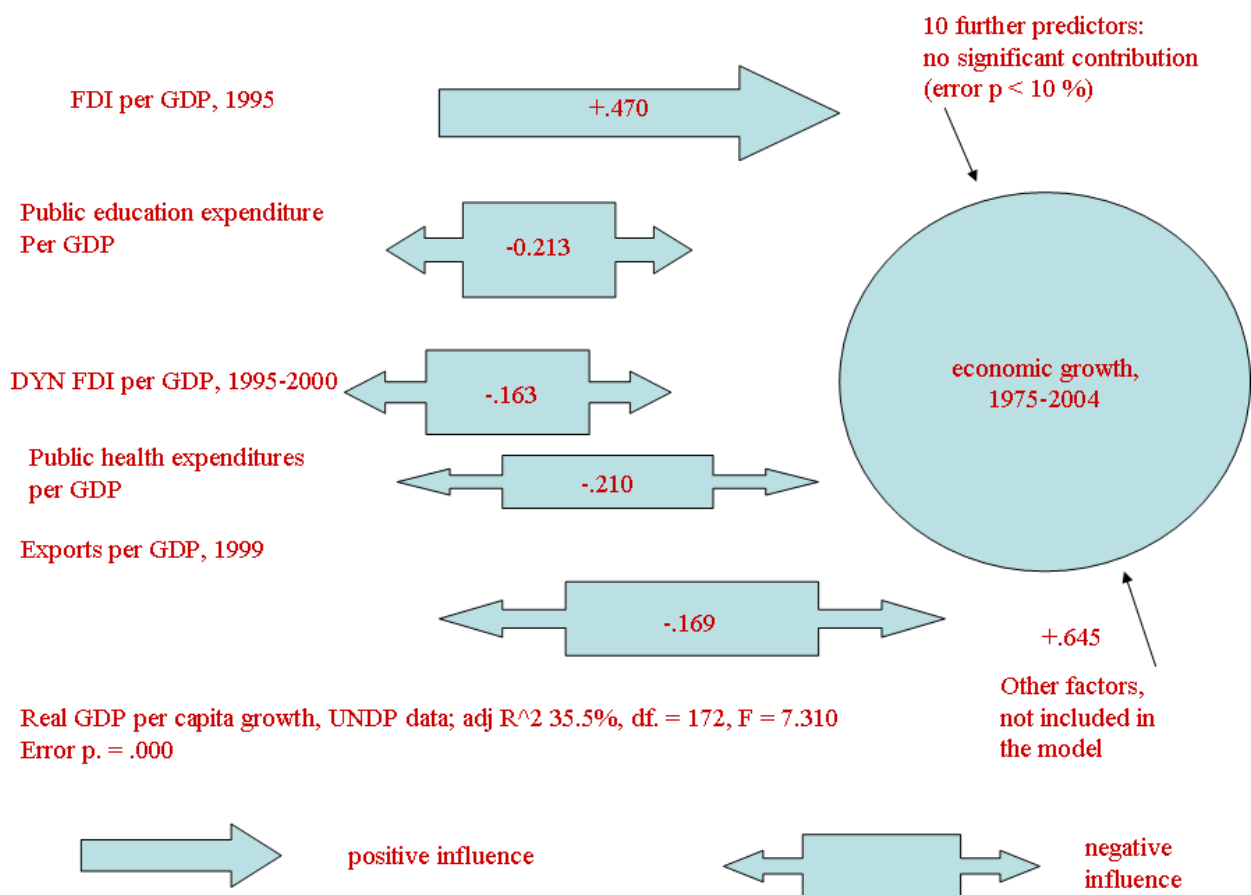 10 further predictors:
no significant contribution
(error p < 10 %)
FDI per GDP, 1995
+.470
Public education expenditure
Per GDP
-0.213
DYN FDI per GDP, 1995-2000
-.163
economic growth,
1975-2004
Public health expenditures
per GDP
-.210
Exports per GDP, 1999
-.169
+.645
Other factors,
not included in
the model
Real GDP per capita growth, UNDP data; adj R^2 35.5%, df. = 172, F = 7.310
Error p. = .000
positive influence
negative
influence